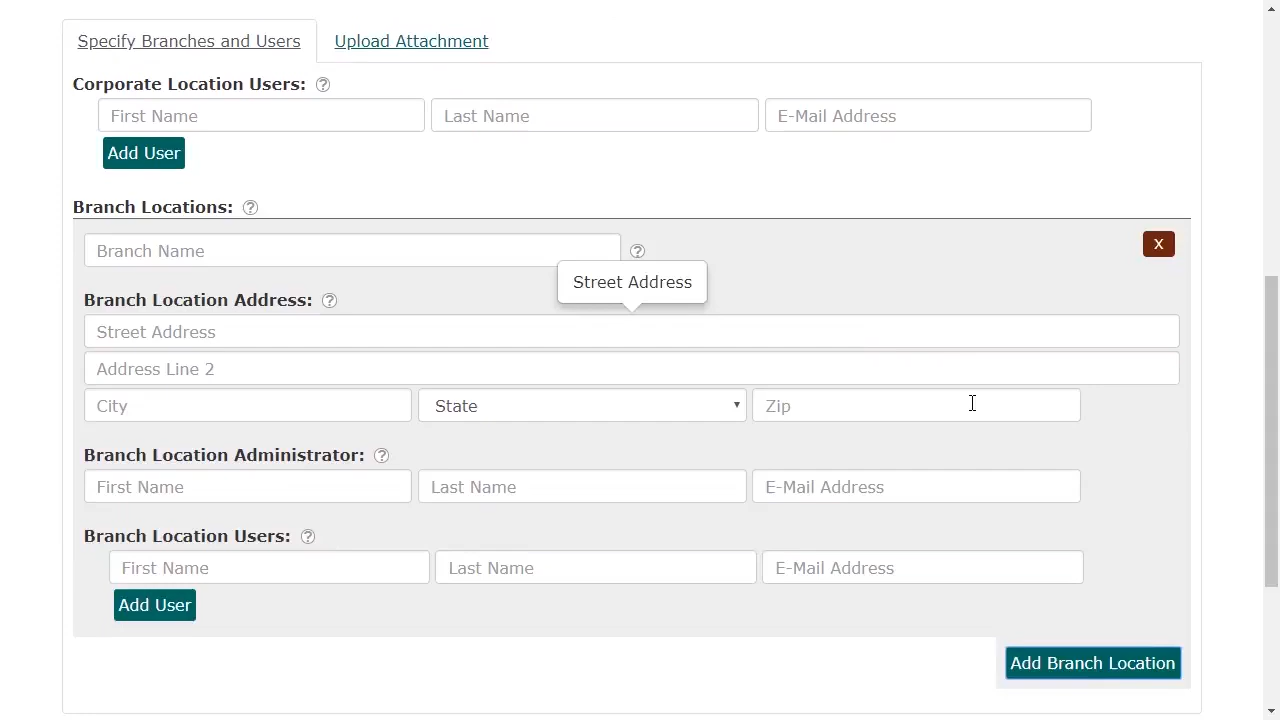 Specify Branches and Users Upload Attachment
Corporate Location Users: ?
First Name Last Name E-Mail Address
Add User
Branch Locations: ?
Branch Name ? X
Street Address
Branch Location Address: ?
Street Address
Address Line 2
City State Zip
Branch Location Administrator: ?
First Name Last Name E-Mail Address
Branch Location Users: ?
First Name Last Name E-Mail Address
Add User
Add Branch Location